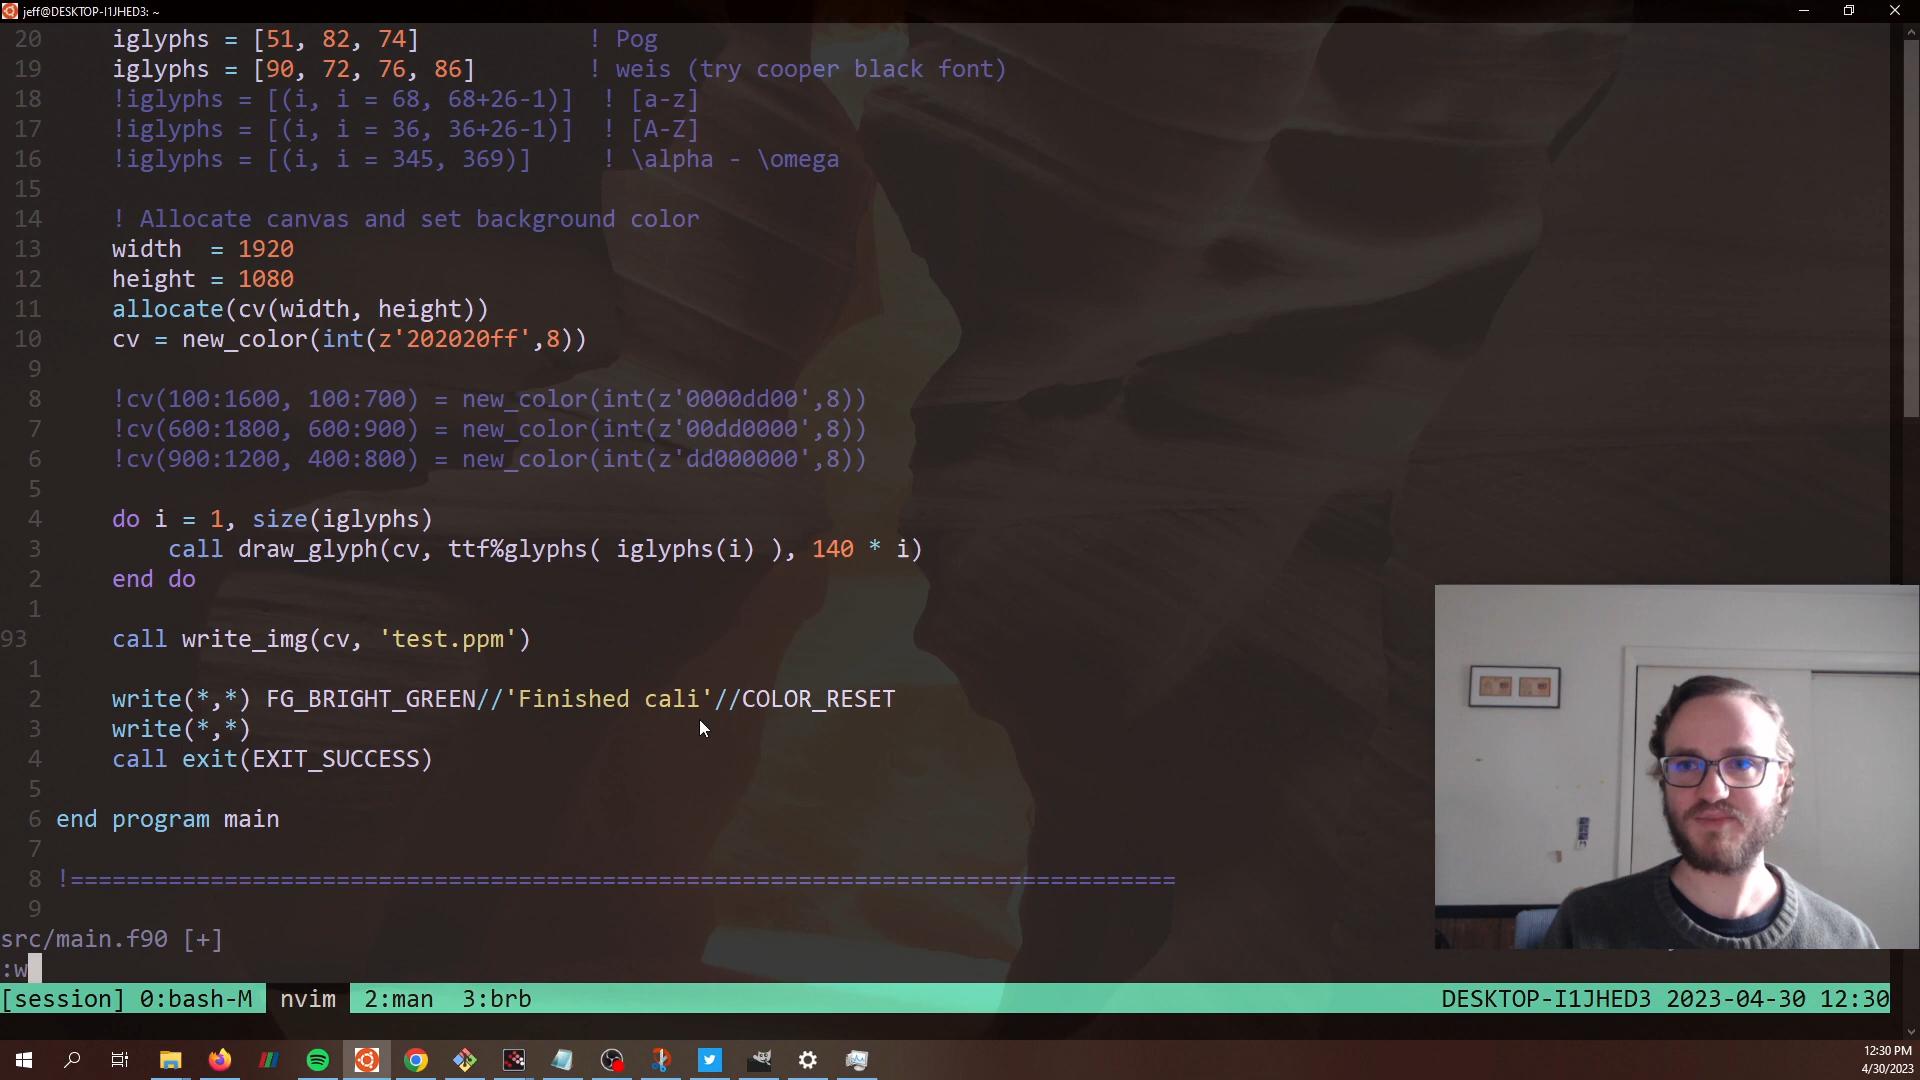 jeff@DESKTOP-I1JHED3: ~
20 iglyphs = [51, 82, 74] ! Pog
19 iglyphs = [90, 72, 76, 86] ! weis (try cooper black font)
18 !iglyphs = [(i, i = 68, 68+26-1)] ! [a-z]
17 !iglyphs = [(i, i = 36, 36+26-1)] ! [A-Z]
16 !iglyphs = [(i, i = 345, 369)] ! \alpha - \omega
15
14 ! Allocate canvas and set background color
13 width = 1920
12 height = 1080
11 allocate(cv(width, height))
10 cv = new_color(int(z'202020ff',8))
9
8 !cv(100:1600, 100:700) = new_color(int(z'0000dd00',8))
7 !cv(600:1800, 600:900) = new_color(int(z'00dd0000',8))
6 !cv(900:1200, 400:800) = new_color(int(z'dd000000',8))
5
4 do i = 1, size(iglyphs)
3 call draw_glyph(cv, ttf%glyphs( iglyphs(i) ), 140 * i)
2 end do
1
93 call write_img(cv, 'test.ppm')
1
2 write(*,*) FG_BRIGHT_GREEN//'Finished cali'//COLOR_RESET
3 write(*,*)
4 call exit(EXIT_SUCCESS)
5
6 end program main
7
8 !===============================================================================
9
src/main.f90 [+]
:w
[session] 0:bash-M nvim 2:man 3:brb DESKTOP-I1JHED3 2023-04-30 12:30
12:30 PM
4/30/2023